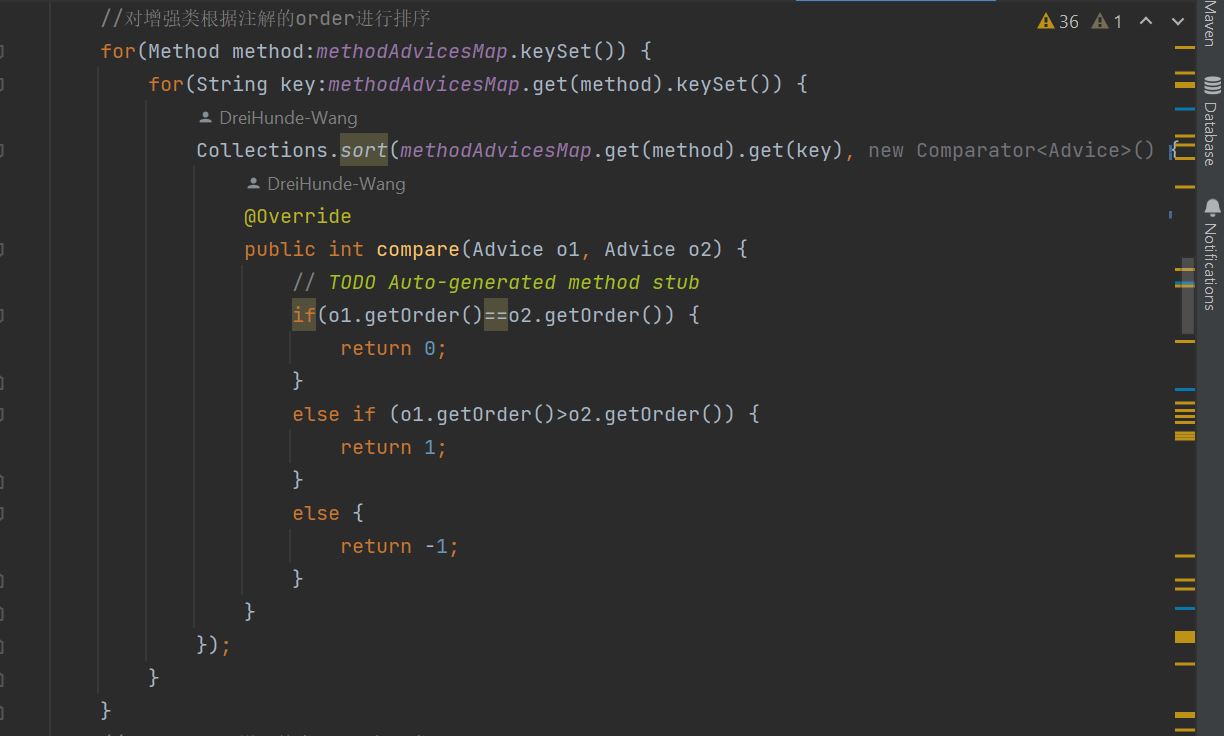 //对增强类根据注解的order进行排序
36 1
for(Method method:methodAdvicesMap.keySet()) {
for(String key:methodAdvicesMap.get(method).keySet()) {
DreiHunde-Wang
Collections.sort(methodAdvicesMap.get(method).get(key), new Comparator<Advice>() {
DreiHunde-Wang
@Override
public int compare(Advice o1, Advice o2) {
// TODO Auto-generated method stub
if(o1.getOrder()==o2.getOrder()) {
return 0;
}
else if (o1.getOrder()>o2.getOrder()) {
return 1;
}
else {
return -1;
}
}
});
}
}
Maven
Database
Notifications